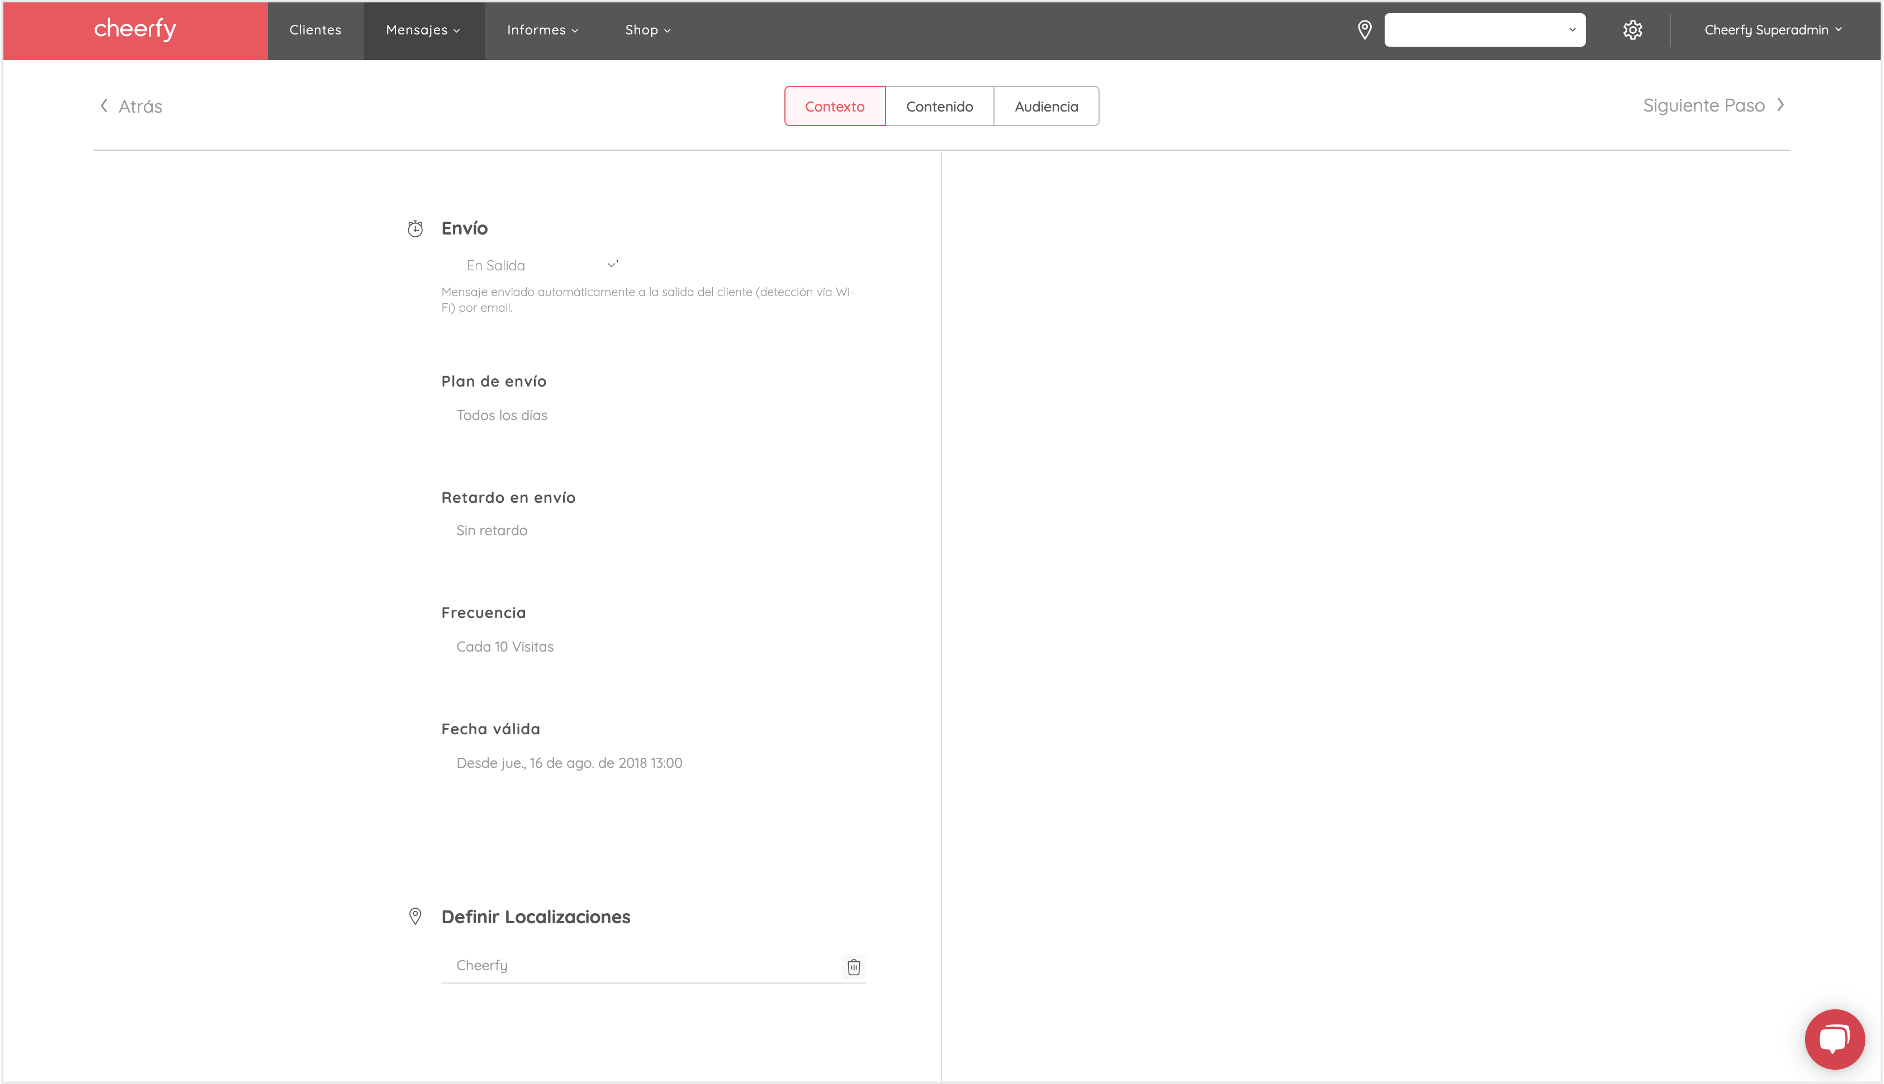 cheerfy
Clientes
Mensajes
Informes
Shop
Cheerfy Superadmin
Atrás
Contexto
Contenido
Audiencia
Siguiente Paso
Envío
En Salida
Mensaje enviado automáticamente a la salida del cliente (detección vía Wi-
Fi) por email.
Plan de envío
Todos los días
Retardo en envío
Sin retardo
Frecuencia
Cada 10 Visitas
Fecha válida
Desde jue., 16 de ago. de 2018 13:00
Definir Localizaciones
Cheerfy